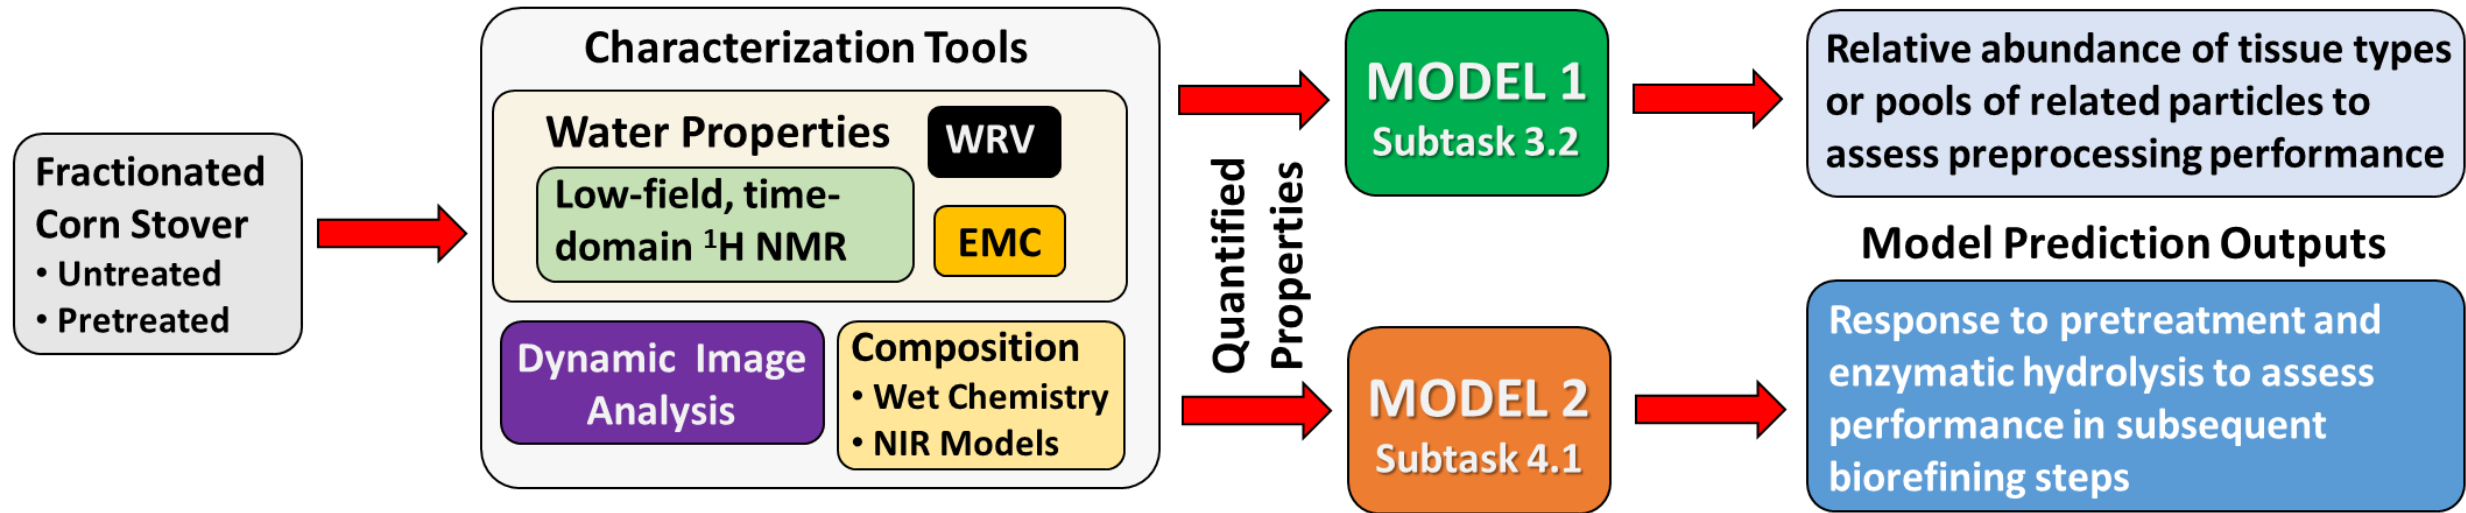 Fractionated
Corn Stover
• Untreated
• Pretreated
Characterization Tools
Water Properties
WRV
Low-field, time-
domain ¹H NMR
EMC
Dynamic Image
Analysis
Composition
• Wet Chemistry
• NIR Models
Quantified
Properties
MODEL 1
Subtask 3.2
MODEL 2
Subtask 4.1
Relative abundance of tissue types
or pools of related particles to
assess preprocessing performance
Model Prediction Outputs
Response to pretreatment and
enzymatic hydrolysis to assess
performance in subsequent
biorefining steps